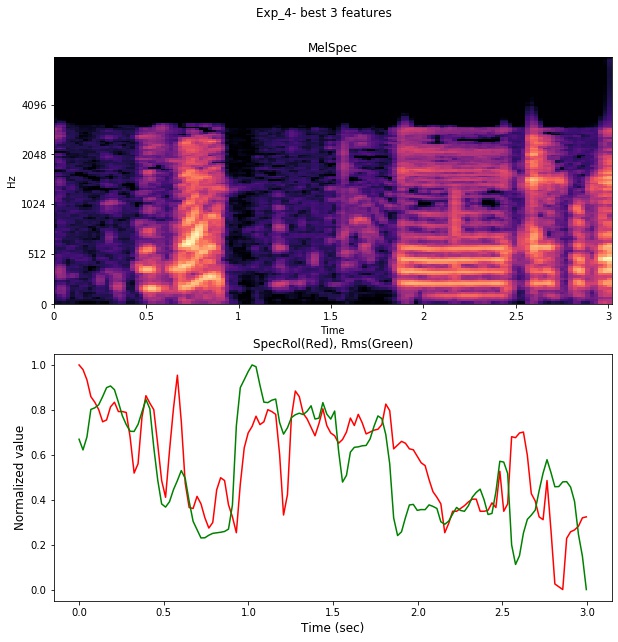 Exp_4- best 3 features
MelSpec
Hz
4096
2048
1024
512
0
0 0.5 1 1.5 2 2.5 3
Time
SpecRol(Red), Rms(Green)
Normalized value
1.0
0.8
0.6
0.4
0.2
0.0
0.0 0.5 1.0 1.5 2.0 2.5 3.0
Time (sec)